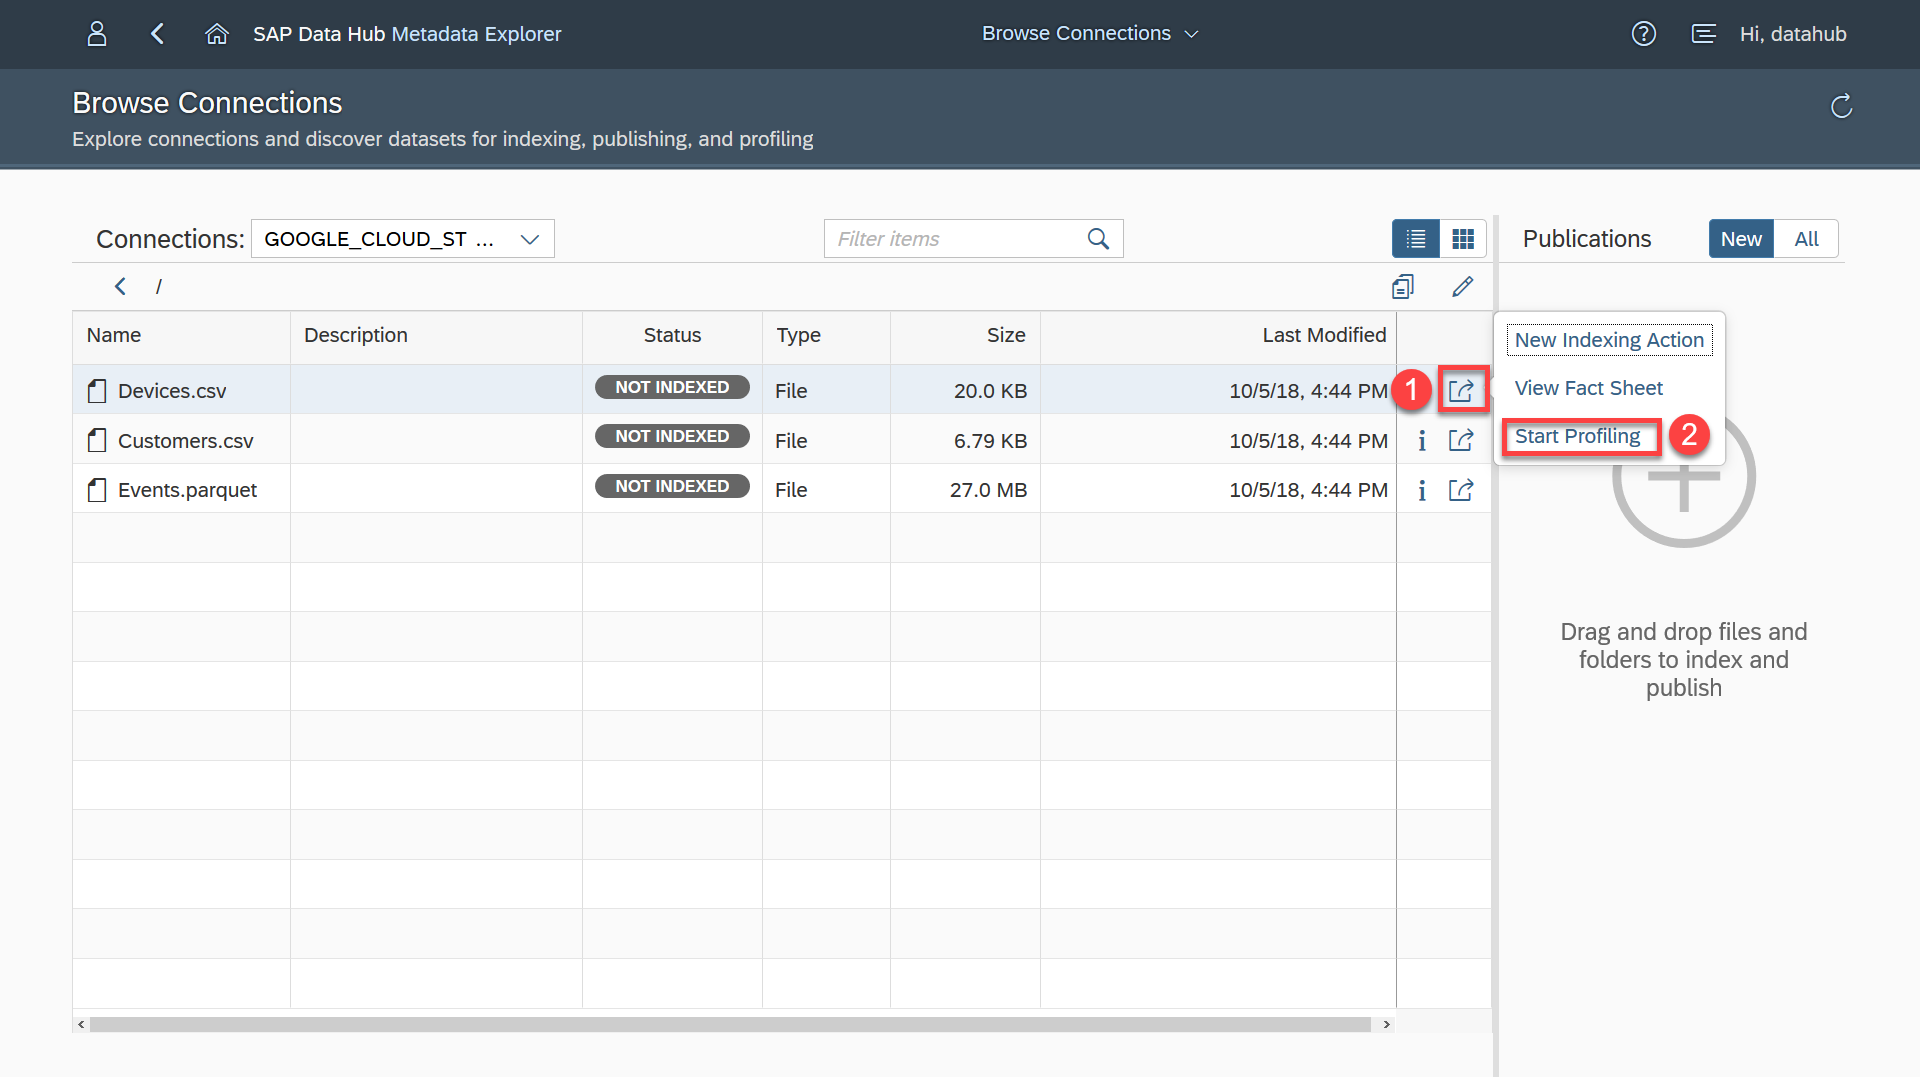 SAP Data Hub Metadata Explorer
Browse Connections
Hi, datahub
Browse Connections
Explore connections and discover datasets for indexing, publishing, and profiling
Connections: GOOGLE_CLOUD_ST ...
Filter items
Publications
New
All
/
Name Description Status Type Size Last Modified
Devices.csv NOT INDEXED File 20.0 KB 10/5/18, 4:44 PM 1
Customers.csv NOT INDEXED File 6.79 KB 10/5/18, 4:44 PM
Events.parquet NOT INDEXED File 27.0 MB 10/5/18, 4:44 PM
New Indexing Action
View Fact Sheet
Start Profiling 2
Drag and drop files and
folders to index and
publish